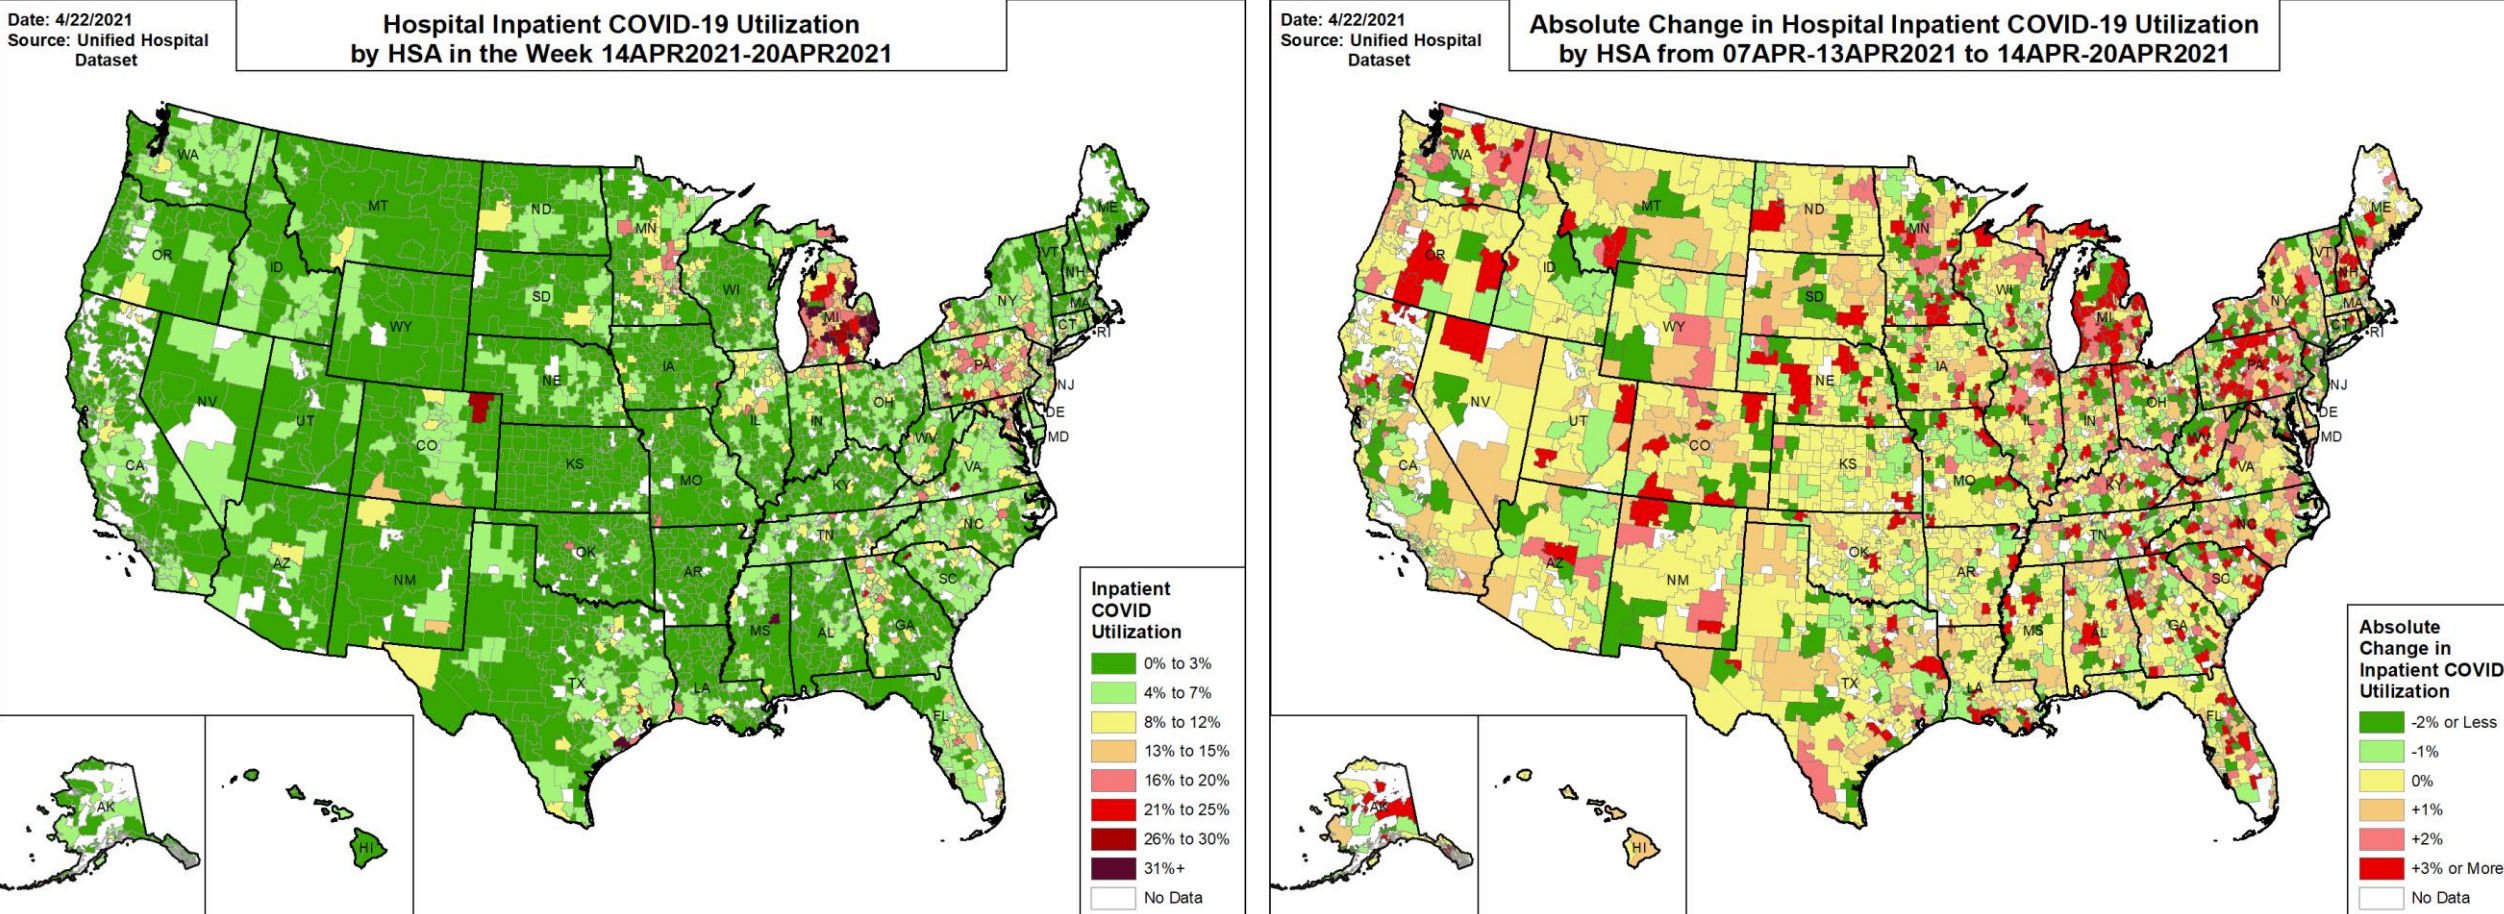 Date: 4/22/2021
Source: Unified Hospital
Dataset
Hospital Inpatient COVID-19 Utilization
by HSA in the Week 14APR2021-20APR2021
WA
MT
ND
MN
ME
OR
ID
SD
WI
MI
VT
NH
NY
MA
CT
RI
WY
IA
PA
NJ
NE
NV
UT
CO
IL
IN
OH
DE
MD
WV
VA
CA
KS
MO
KY
NC
TN
AZ
NM
OK
AR
SC
MS
AL
GA
TX
LA
FL
AK
HI
Inpatient
COVID
Utilization
0% to 3%
4% to 7%
8% to 12%
13% to 15%
16% to 20%
21% to 25%
26% to 30%
31%+
No Data
Date: 4/22/2021
Source: Unified Hospital
Dataset
Absolute Change in Hospital Inpatient COVID-19 Utilization
by HSA from 07APR-13APR2021 to 14APR-20APR2021
WA
MT
ND
MN
ME
OR
ID
SD
WI
MI
VT
NH
NY
MA
CT
RI
WY
IA
PA
NJ
NE
NV
UT
CO
IL
IN
OH
DE
MD
WV
VA
CA
KS
MO
KY
NC
TN
AZ
NM
OK
AR
SC
MS
AL
GA
TX
LA
FL
AK
HI
Absolute
Change in
Inpatient COVID
Utilization
-2% or Less
-1%
0%
+1%
+2%
+3% or More
No Data